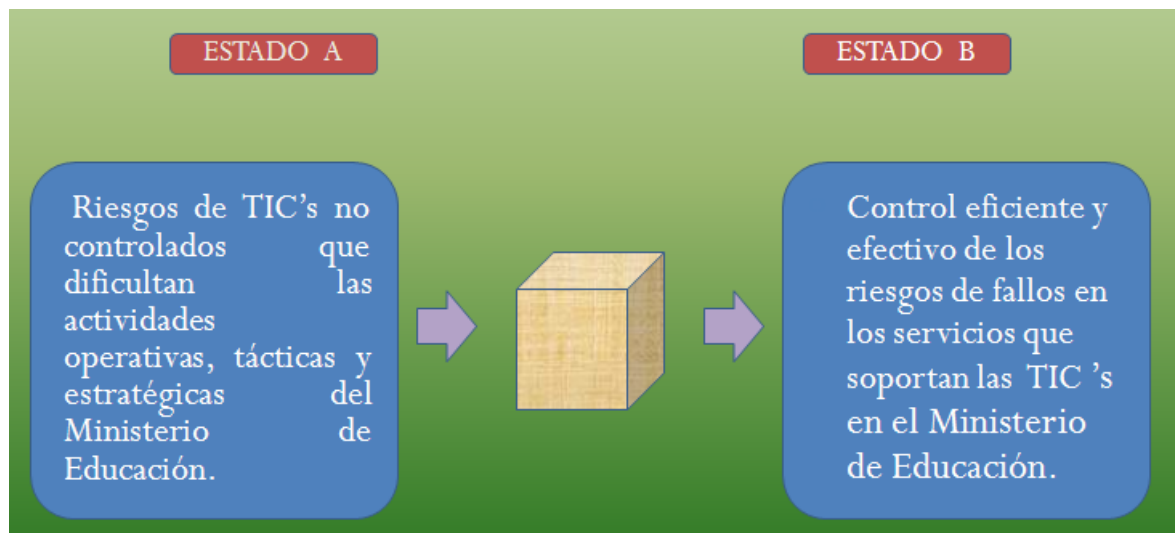 ESTADO A
ESTADO B
Riesgos de TIC’s no
controlados que
dificultan las
actividades
operativas, tácticas y
estratégicas del
Ministerio de
Educación.
Control eficiente y
efectivo de los
riesgos de fallos en
los servicios que
soportan las TIC ’s
en el Ministerio
de Educación.